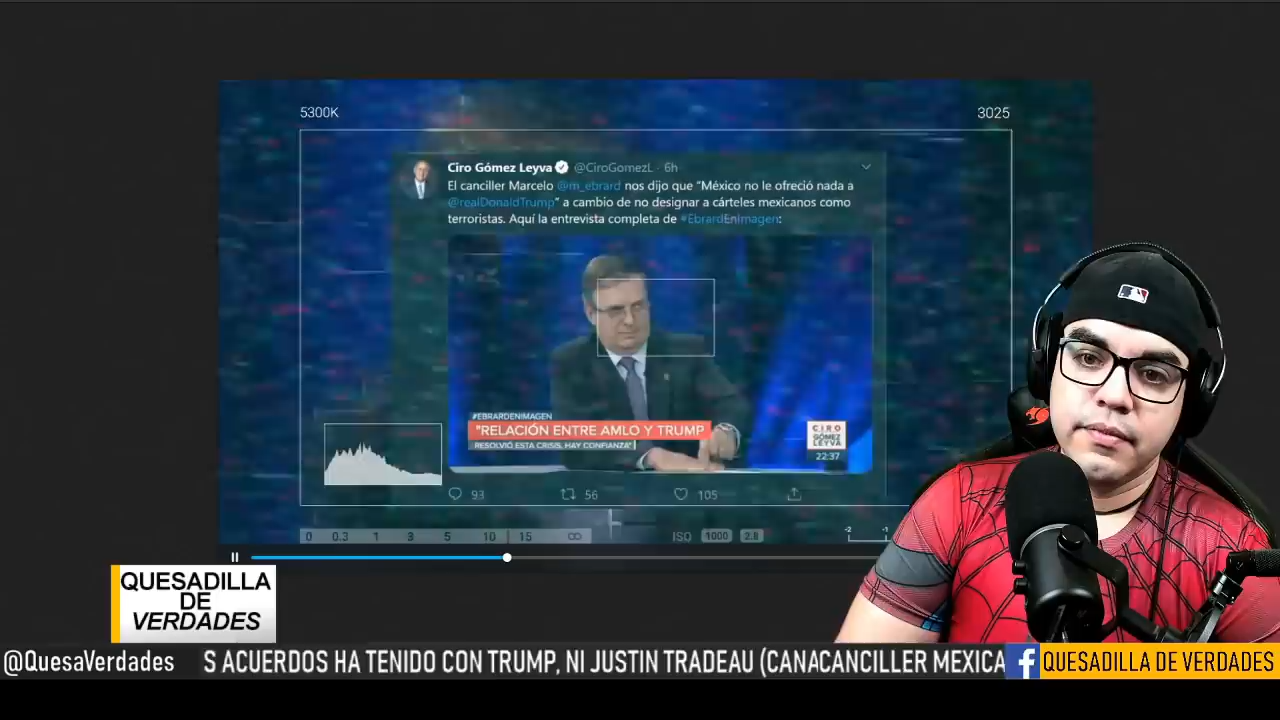 5300K
3025
Ciro Gómez Leyva @CiroGomezL · 6h
El canciller Marcelo @m_ebrard nos dijo que “México no le ofreció nada a
@realDonaldTrump” a cambio de no designar a cárteles mexicanos como
terroristas. Aquí la entrevista completa de #EbrardEnImagen:
#EBRARDENIMAGEN
"RELACIÓN ENTRE AMLO Y TRUMP
RESOLVIÓ ESTA CRISIS, HAY CONFIANZA"
CIRO
GÓMEZ
LEYVA
22:37
93 56 105
0 0.3 1 3 5 10 15 ∞ ISO 1000 2.8 -2 -1
QUESADILLA
DE
VERDADES
@QuesaVerdades S ACUERDOS HA TENIDO CON TRUMP, NI JUSTIN TRADEAU (CANACANCILLER MEXICA f QUESADILLA DE VERDADES